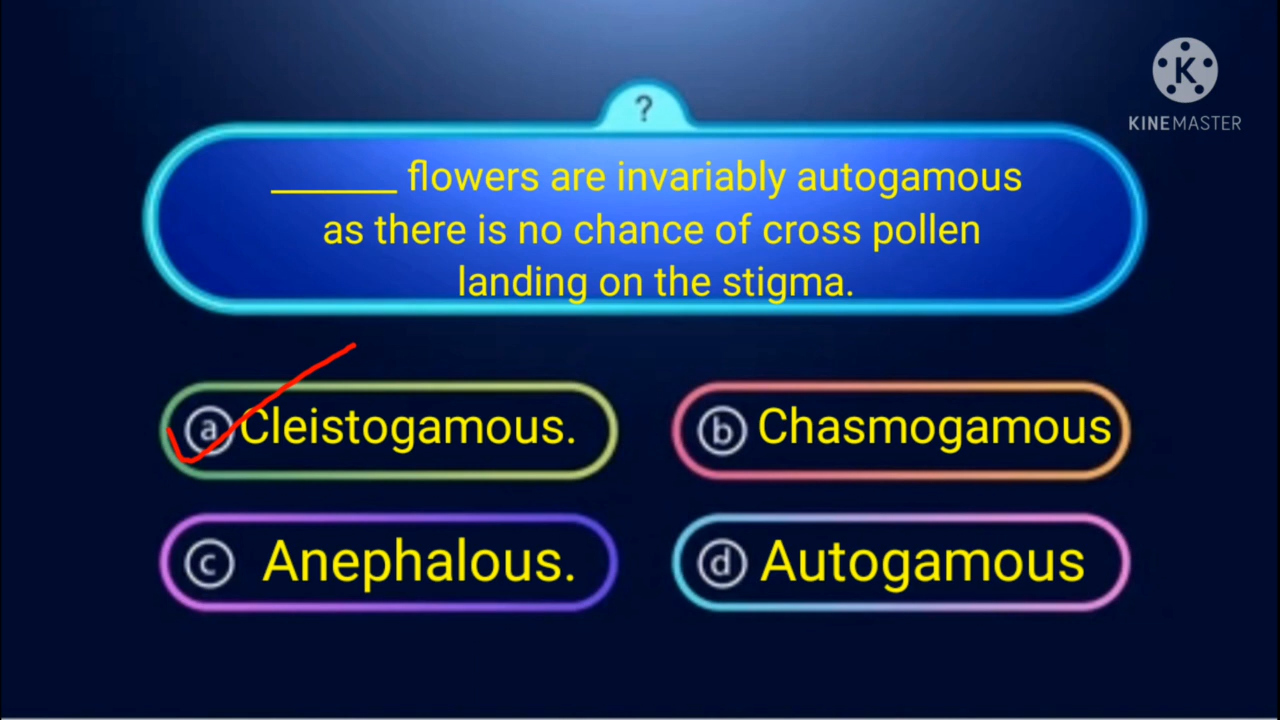 KINEMASTER
?
_______ flowers are invariably autogamous
as there is no chance of cross pollen
landing on the stigma.
a Cleistogamous.
b Chasmogamous
c Anephalous.
d Autogamous